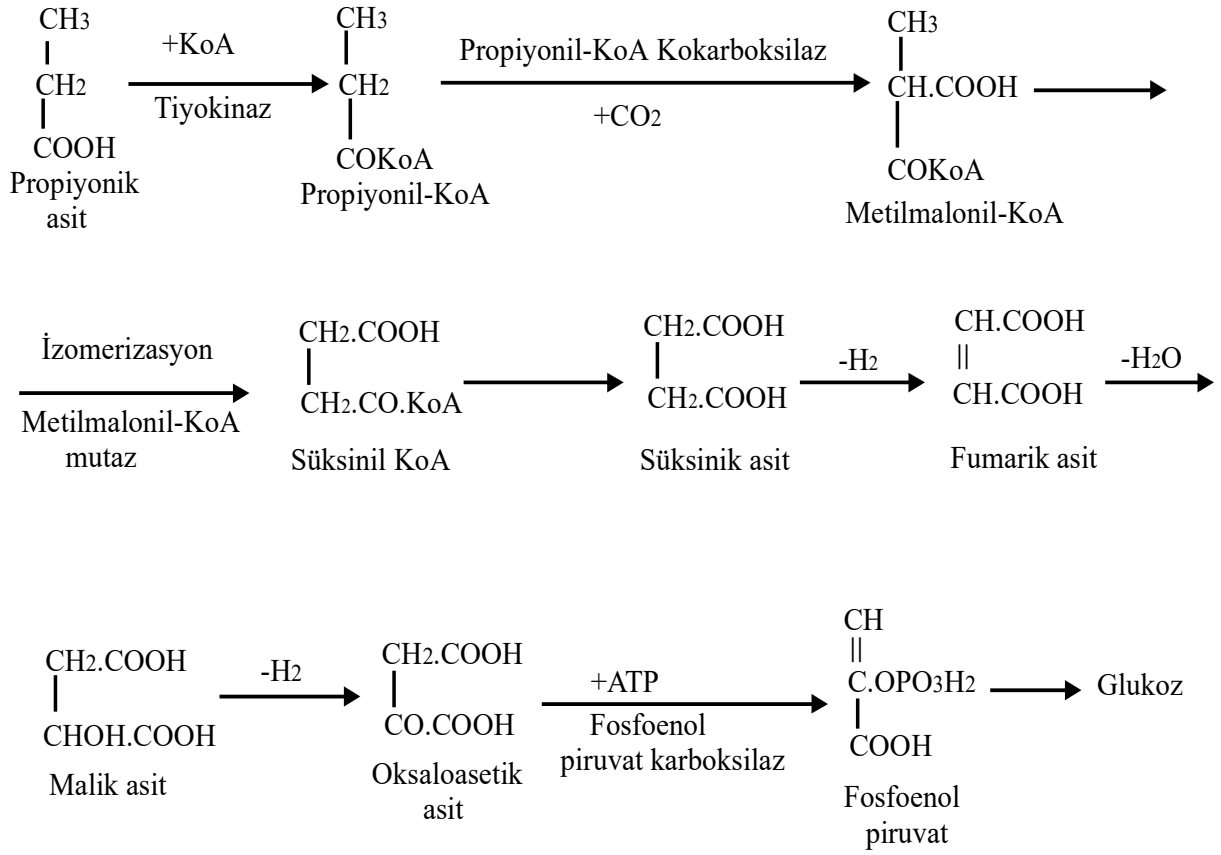 CH3
CH2
COOH
Propiyonik
asit
+KoA
Tiyokinaz
CH3
CH2
COKoA
Propiyonil-KoA
Propiyonil-KoA Kokarboksilaz
+CO2
CH3
CH.COOH
COKoA
Metilmalonil-KoA
İzomerizasyon
Metilmalonil-KoA
mutaz
CH2.COOH
CH2.CO.KoA
Süksinil KoA
CH2.COOH
CH2.COOH
Süksinik asit
-H2
CH.COOH
||
CH.COOH
Fumarik asit
-H2O
CH2.COOH
CHOH.COOH
Malik asit
-H2
CH2.COOH
CO.COOH
Oksaloasetik
asit
+ATP
Fosfoenol
piruvat karboksilaz
CH
||
C.OPO3H2
COOH
Fosfoenol
piruvat
Glukoz